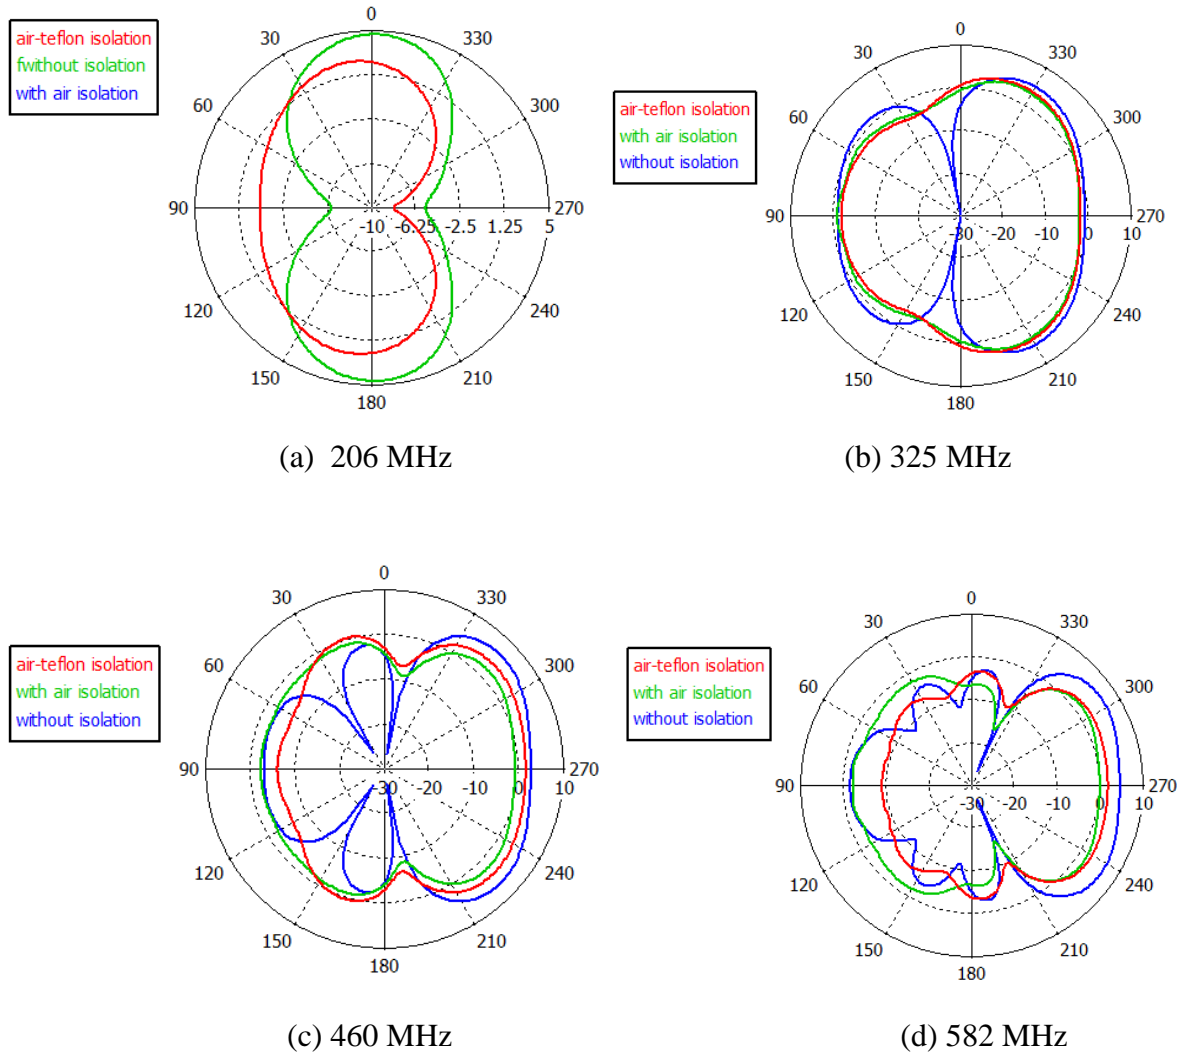 air-teflon isolation
fwithout isolation
with air isolation
0
30
330
60
300
90
270
-10 -6.25 -2.5 1.25 5
120
240
150
210
180
(a) 206 MHz
air-teflon isolation
with air isolation
without isolation
0
30
330
60
300
90
270
-30 -20 -10 0 10
120
240
150
210
180
(b) 325 MHz
air-teflon isolation
with air isolation
without isolation
0
30
330
60
300
90
270
-30 -20 -10 0 10
120
240
150
210
180
(c) 460 MHz
air-teflon isolation
with air isolation
without isolation
0
30
330
60
300
90
270
-30 -20 -10 0 10
120
240
150
210
180
(d) 582 MHz